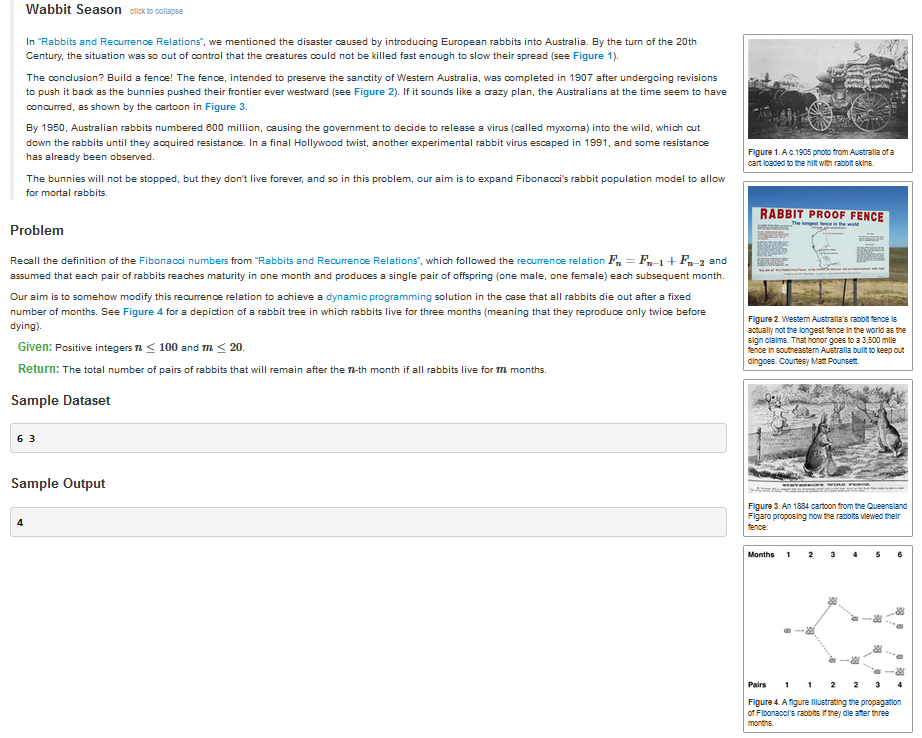 Wabbit Season click to collapse
In "Rabbits and Recurrence Relations", we mentioned the disaster caused by introducing European rabbits into Australia. By the turn of the 20th
Century, the situation was so out of control that the creatures could not be killed fast enough to slow their spread (see Figure 1).
The conclusion? Build a fence! The fence, intended to preserve the sanctity of Western Australia, was completed in 1907 after undergoing revisions
to push it back as the bunnies pushed their frontier ever westward (see Figure 2). If it sounds like a crazy plan, the Australians at the time seem to have
concurred, as shown by the cartoon in Figure 3.
By 1950, Australian rabbits numbered 600 million, causing the government to decide to release a virus (called myxoma) into the wild, which cut
down the rabbits until they acquired resistance. In a final Hollywood twist, another experimental rabbit virus escaped in 1991, and some resistance
has already been observed.
The bunnies will not be stopped, but they don't live forever, and so in this problem, our aim is to expand Fibonacci's rabbit population model to allow
for mortal rabbits.
Problem
Recall the definition of the Fibonacci numbers from "Rabbits and Recurrence Relations", which followed the recurrence relation Fn = Fn−1 + Fn−2 and
assumed that each pair of rabbits reaches maturity in one month and produces a single pair of offspring (one male, one female) each subsequent month.
Our aim is to somehow modify this recurrence relation to achieve a dynamic programming solution in the case that all rabbits die out after a fixed
number of months. See Figure 4 for a depiction of a rabbit tree in which rabbits live for three months (meaning that they reproduce only twice before
dying).
Given: Positive integers n ≤ 100 and m ≤ 20.
Return: The total number of pairs of rabbits that will remain after the n-th month if all rabbits live for m months.
Sample Dataset
6 3
Sample Output
4
Figure 1. A c.1905 photo from Australia of a
cart loaded to the hilt with rabbit skins.
RABBIT PROOF FENCE
The longest fence in the world
Figure 2. Western Australia's rabbit fence is
actually not the longest fence in the world as the
sign claims. That honor goes to a 3,500 mile
fence in southeastern Australia built to keep out
dingoes. Courtesy Matt Pounsett.
STEVENSON'S WIRE FENCE.
Figure 3. An 1884 cartoon from the Queensland
Figaro proposing how the rabbits viewed their
fence.
Months 1 2 3 4 5 6
Pairs 1 1 2 2 3 4
Figure 4. A figure illustrating the propagation
of Fibonacci's rabbits if they die after three
months.